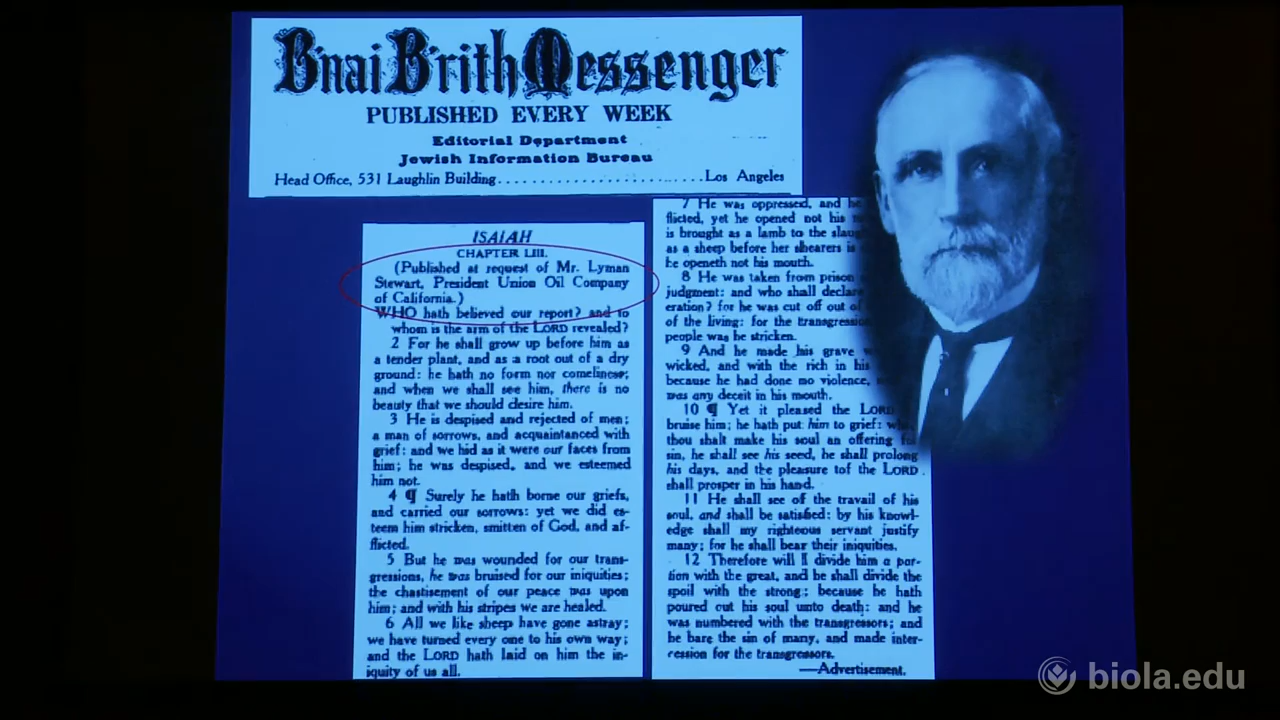 B'nai B'rith Messenger
PUBLISHED EVERY WEEK
Editorial Department
Jewish Information Bureau
Head Office, 531 Laughlin Building........................Los Angeles
ISAIAH
CHAPTER LIII.
(Published at request of Mr. Lyman
Stewart, President Union Oil Company
of California.)
WHO hath believed our report? and to
whom is the arm of the LORD revealed?
2 For he shall grow up before him as
a tender plant, and as a root out of a dry
ground: he hath no form nor comeliness;
and when we shall see him, there is no
beauty that we should desire him.
3 He is despised and rejected of men;
a man of sorrows, and acquaintanced with
grief: and we hid as it were our faces from
him; he was despised, and we esteemed
him not.
4 ¶ Surely he hath borne our griefs,
and carried our sorrows: yet we did es-
teem him stricken, smitten of God, and af-
flicted.
5 But he was wounded for our trans-
gressions, he was bruised for our iniquities;
the chastisement of our peace was upon
him; and with his stripes we are healed.
6 All we like sheep have gone astray;
we have turned every one to his own way;
and the LORD hath laid on him the in-
iquity of us all.
7 He was oppressed, and he
flicted, yet he opened not his
is brought as a lamb to the
as a sheep before her shearers is
he openeth not his mouth.
8 He was taken from prison
judgment: and who shall declare
eration? for he was cut off out of
of the living: for the
people was he stricken.
9 And he made his grave
wicked, and with the rich in his
because he had done no violence,
was any deceit in his mouth.
10 ¶ Yet it pleased the LORD
bruise him; he hath put him to grief:
thou shalt make his soul an offering
sin, he shall see his seed, he shall prolong
his days, and the pleasure tof the LORD
shall prosper in his hand.
11 He shall see of the travail of his
soul, and shall be satisfied: by his knowl-
edge shall my righteous servant justify
many; for he shall bear their iniquities.
12 Therefore will I divide him a por-
tion with the great, and he shall divide the
spoil with the strong; because he hath
poured out his soul unto death: and he
was numbered with the transgressors; and
he bare the sin of many, and made inter-
cession for the transgressors.
—Advertisement.
biola.edu